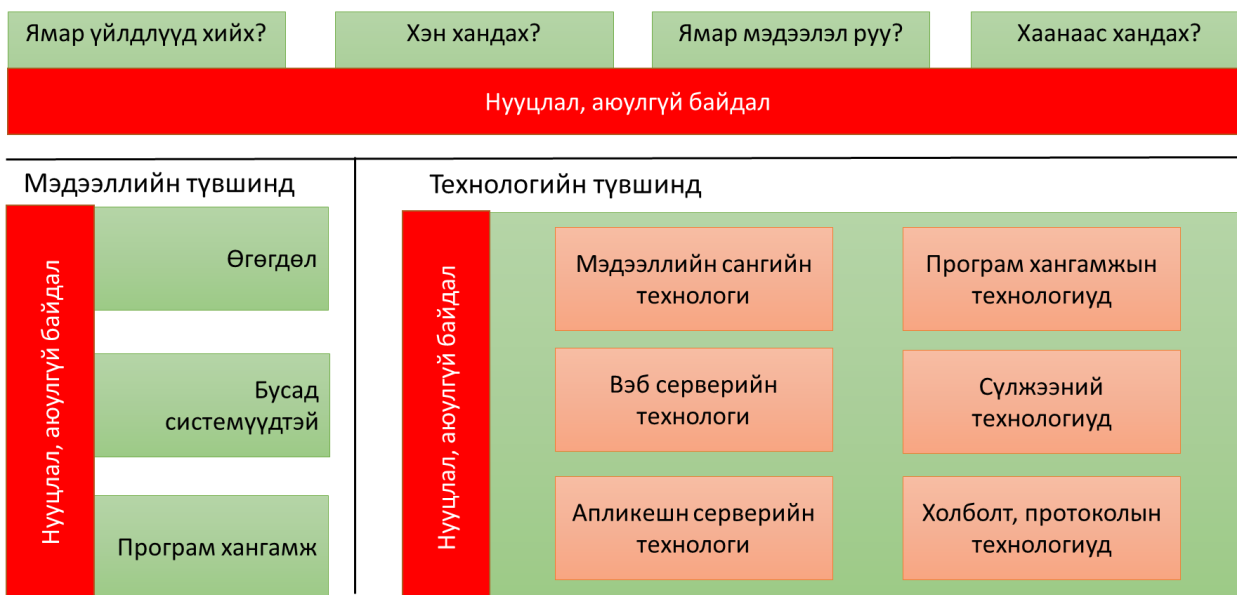 Ямар үйлдлүүд хийх?
Хэн хандах?
Ямар мэдээлэл руу?
Хаанаас хандах?
Нууцлал, аюулгүй байдал
Мэдээллийн түвшинд
Нууцлал, аюулгүй байдал
Өгөгдөл
Бусад
системүүдтэй
Програм хангамж
Технологийн түвшинд
Нууцлал, аюулгүй байдал
Мэдээллийн сангийн
технологи
Програм хангамжын
технологиуд
Вэб серверийн
технологи
Сүлжээний
технологиуд
Апликешн серверийн
технологи
Холболт, протоколын
технологиуд